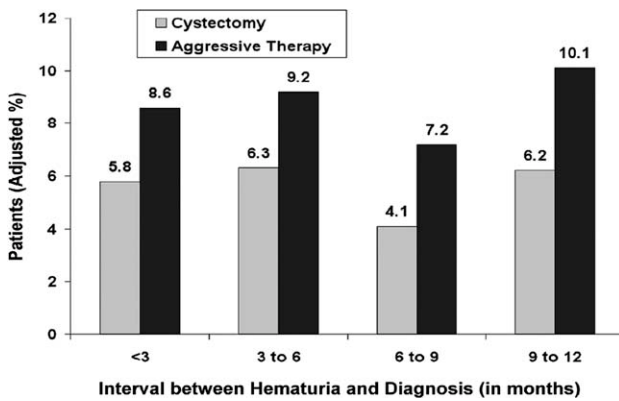 12
10
8
6
4
2
0
Patients (Adjusted %)
Cystectomy
Aggressive Therapy
5.8
8.6
6.3
9.2
4.1
7.2
6.2
10.1
<3
3 to 6
6 to 9
9 to 12
Interval between Hematuria and Diagnosis (in months)